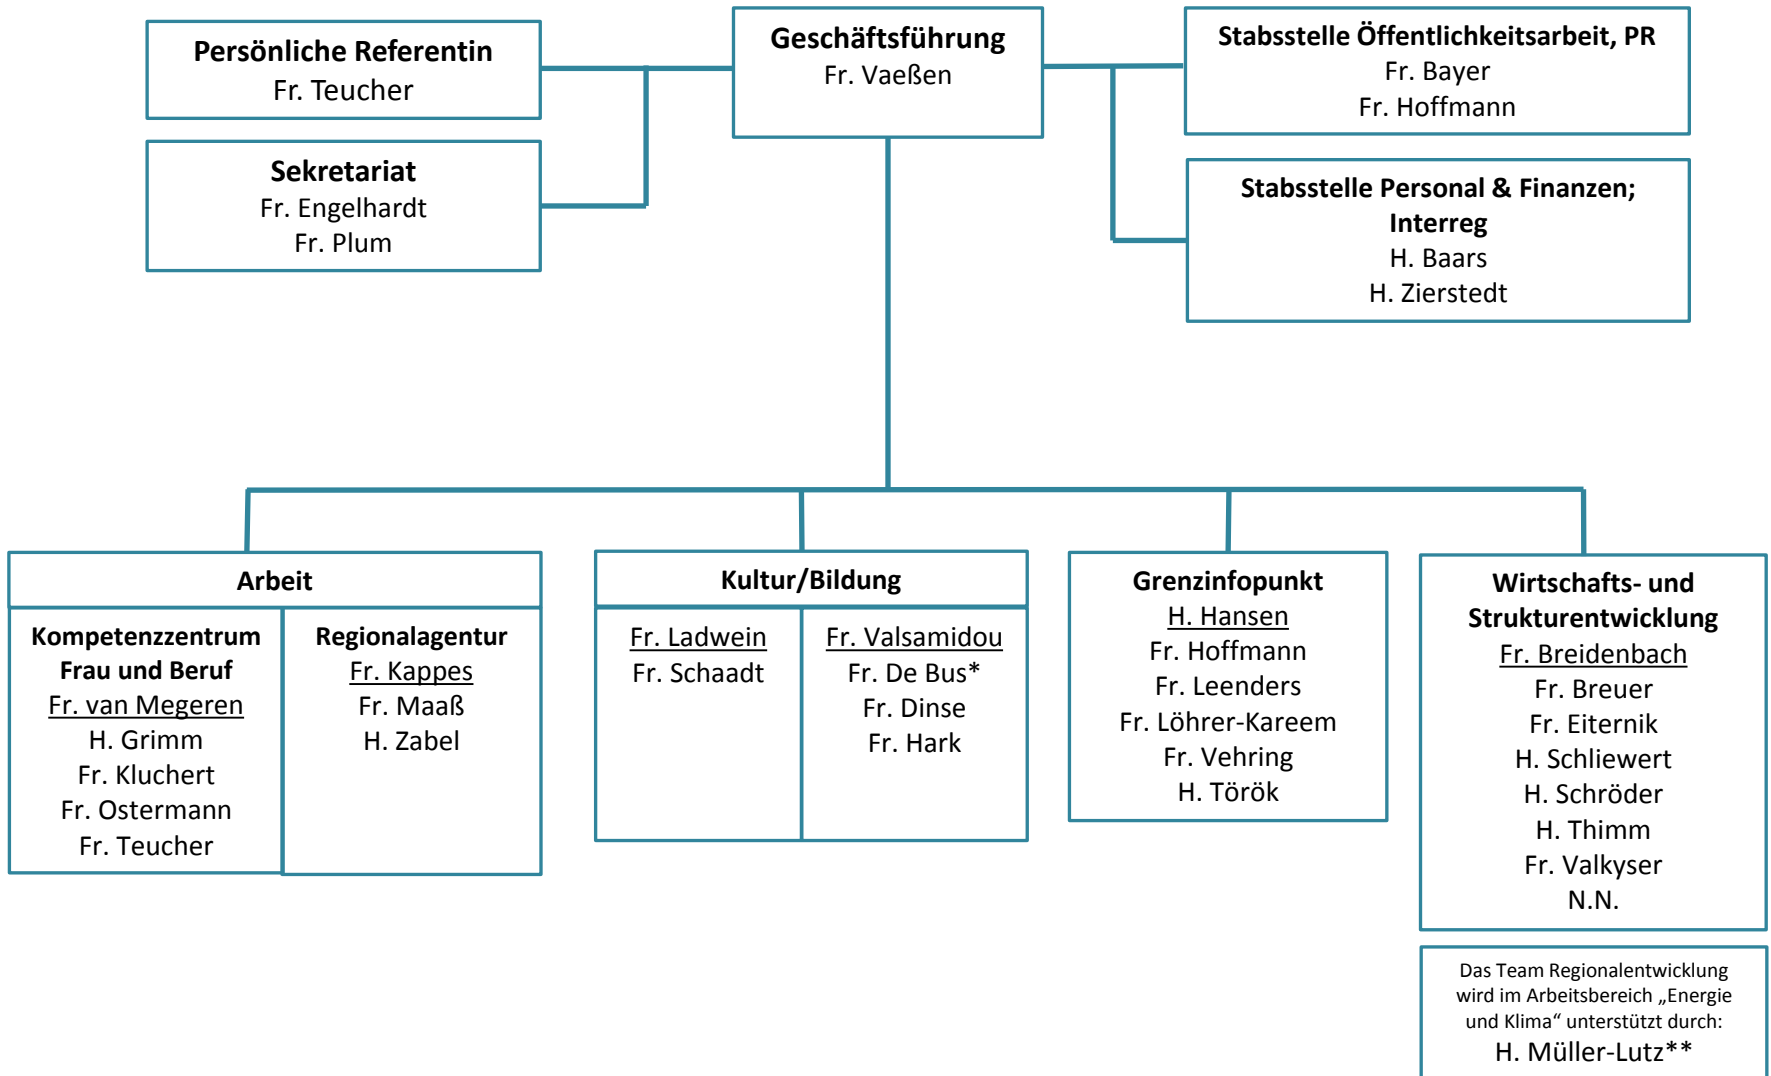 Persönliche Referentin
Fr. Teucher
Sekretariat
Fr. Engelhardt
Fr. Plum
Geschäftsführung
Fr. Vaeßen
Stabsstelle Öffentlichkeitsarbeit, PR
Fr. Bayer
Fr. Hoffmann
Stabsstelle Personal & Finanzen;
Interreg
H. Baars
H. Zierstedt
Arbeit
Kompetenzzentrum
Frau und Beruf
Fr. van Megeren
H. Grimm
Fr. Kluchert
Fr. Ostermann
Fr. Teucher
Regionalagentur
Fr. Kappes
Fr. Maaß
H. Zabel
Kultur/Bildung
Fr. Ladwein
Fr. Schaadt
Fr. Valsamidou
Fr. De Bus*
Fr. Dinse
Fr. Hark
Grenzinfopunkt
H. Hansen
Fr. Hoffmann
Fr. Leenders
Fr. Löhrer-Kareem
Fr. Vehring
H. Török
Wirtschafts- und
Strukturentwicklung
Fr. Breidenbach
Fr. Breuer
Fr. Eiternik
H. Schliewert
H. Schröder
H. Thimm
Fr. Valkyser
N.N.
Das Team Regionalentwicklung
wird im Arbeitsbereich „Energie
und Klima“ unterstützt durch:
H. Müller-Lutz**